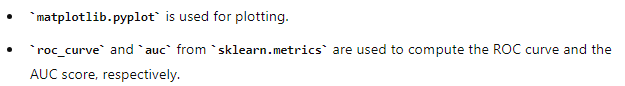 • `matplotlib.pyplot` is used for plotting.
• `roc_curve` and `auc` from `sklearn.metrics` are used to compute the ROC curve and the
AUC score, respectively.